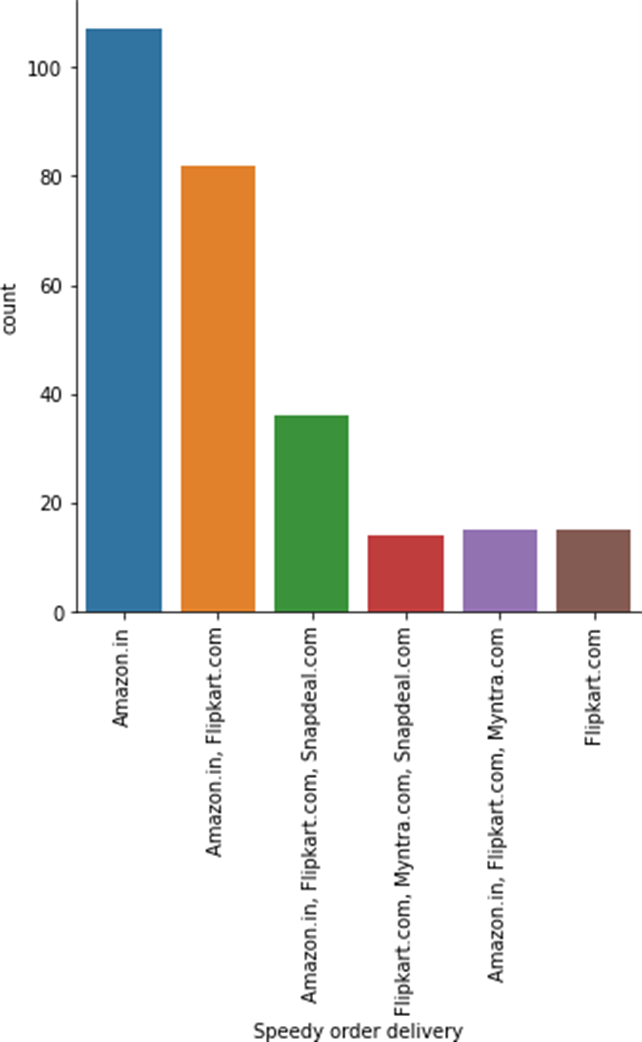 100
80
60
40
20
0
count
Amazon.in
Amazon.in, Flipkart.com
Amazon.in, Flipkart.com, Snapdeal.com
Flipkart.com, Myntra.com, Snapdeal.com
Amazon.in, Flipkart.com, Myntra.com
Flipkart.com
Speedy order delivery